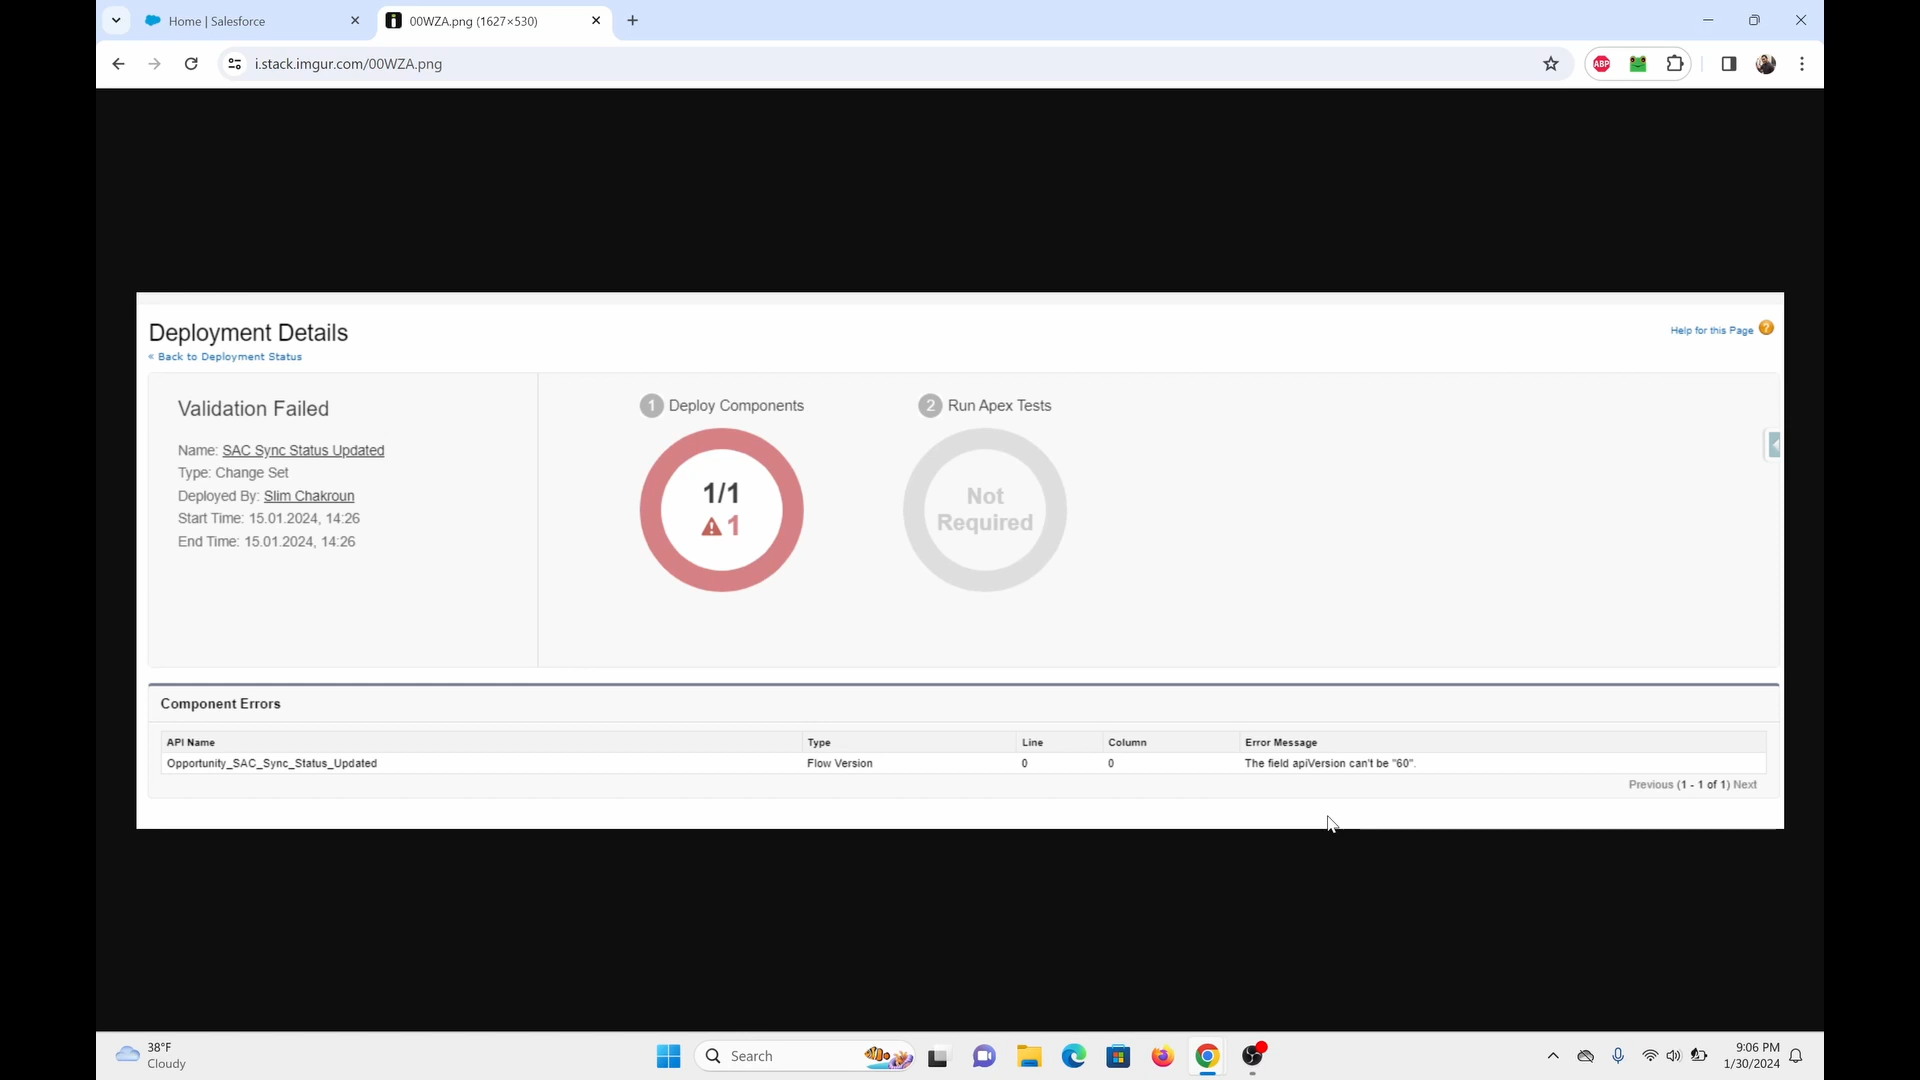 Home | Salesforce
00WZA.png (1627×530)
i.stack.imgur.com/00WZA.png
ABP
Deployment Details
Help for this Page ?
« Back to Deployment Status
Validation Failed
Name: SAC Sync Status Updated
Type: Change Set
Deployed By: Slim Chakroun
Start Time: 15.01.2024, 14:26
End Time: 15.01.2024, 14:26
1 Deploy Components
1/1
1
2 Run Apex Tests
Not
Required
Component Errors
API Name Type Line Column Error Message
Opportunity_SAC_Sync_Status_Updated Flow Version 0 0 The field apiVersion can't be "60".
Previous (1 - 1 of 1) Next
38°F
Cloudy
Search
9:06 PM
1/30/2024